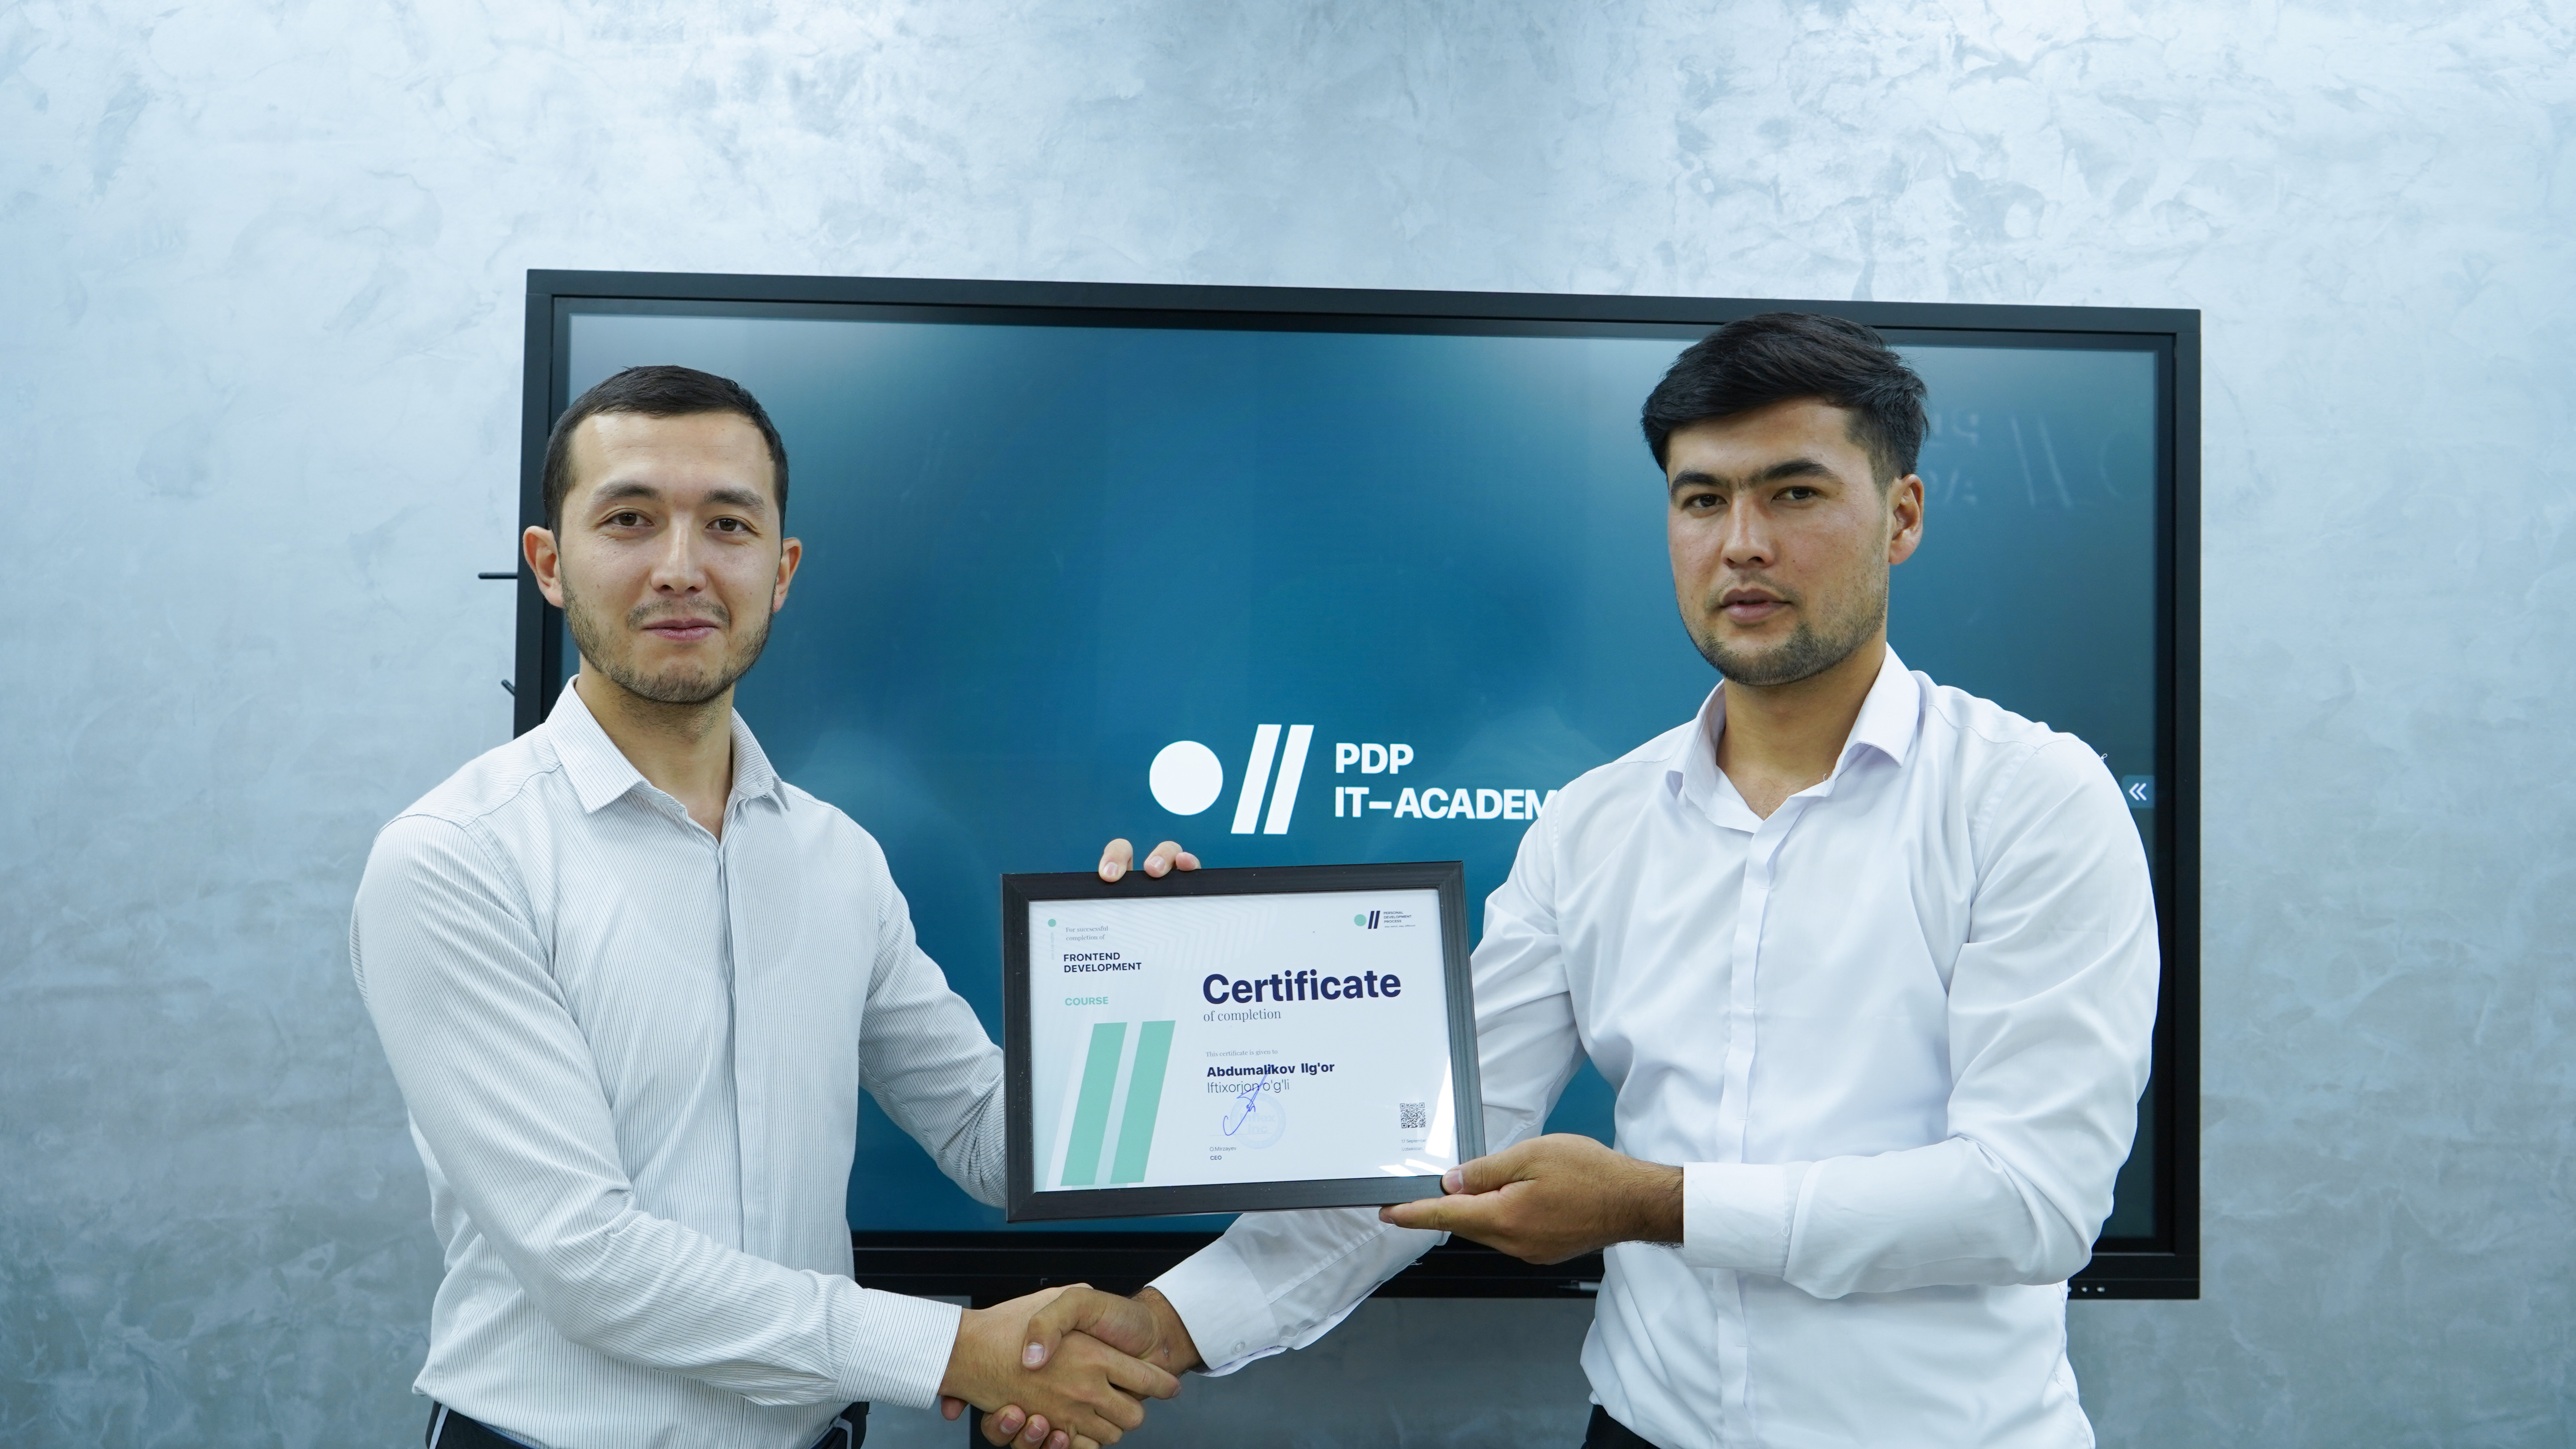 PDP
IT-ACADEM
For successful
completion of
FRONTEND
DEVELOPMENT
COURSE
PERSONAL
DEVELOPMENT
PROCESS
Certificate
of completion
This certificate is given to
Abdumalikov Ilg'or
Iftixorjon o'g'li
CEO